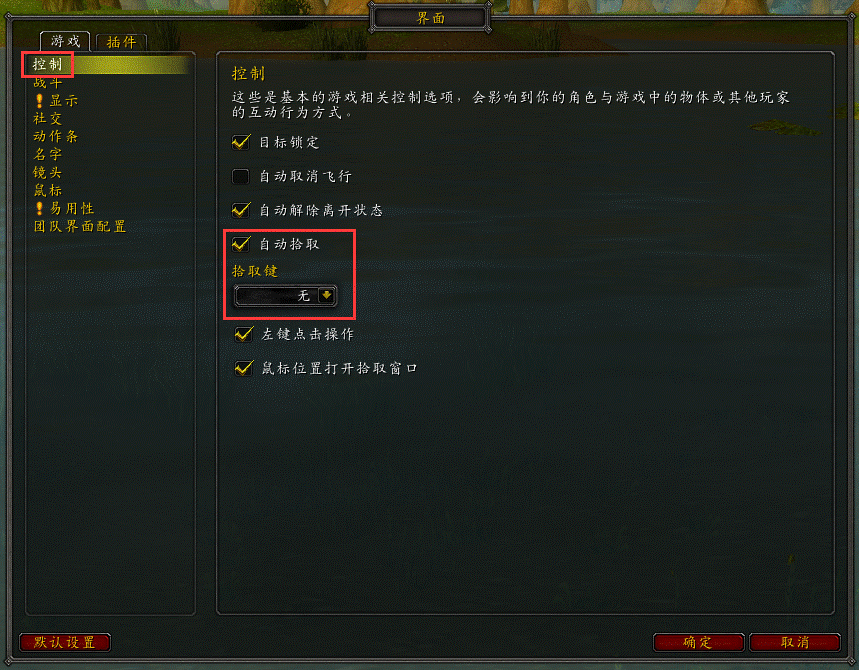 界面
游戏 插件
控制
战斗
显示
社交
动作条
名字
镜头
鼠标
易用性
团队界面配置
控制
这些是基本的游戏相关控制选项，会影响到你的角色与游戏中的物体或其他玩家
的互动行为方式。
目标锁定
自动取消飞行
自动解除离开状态
自动拾取
拾取键
无
左键点击操作
鼠标位置打开拾取窗口
默认设置 确定 取消